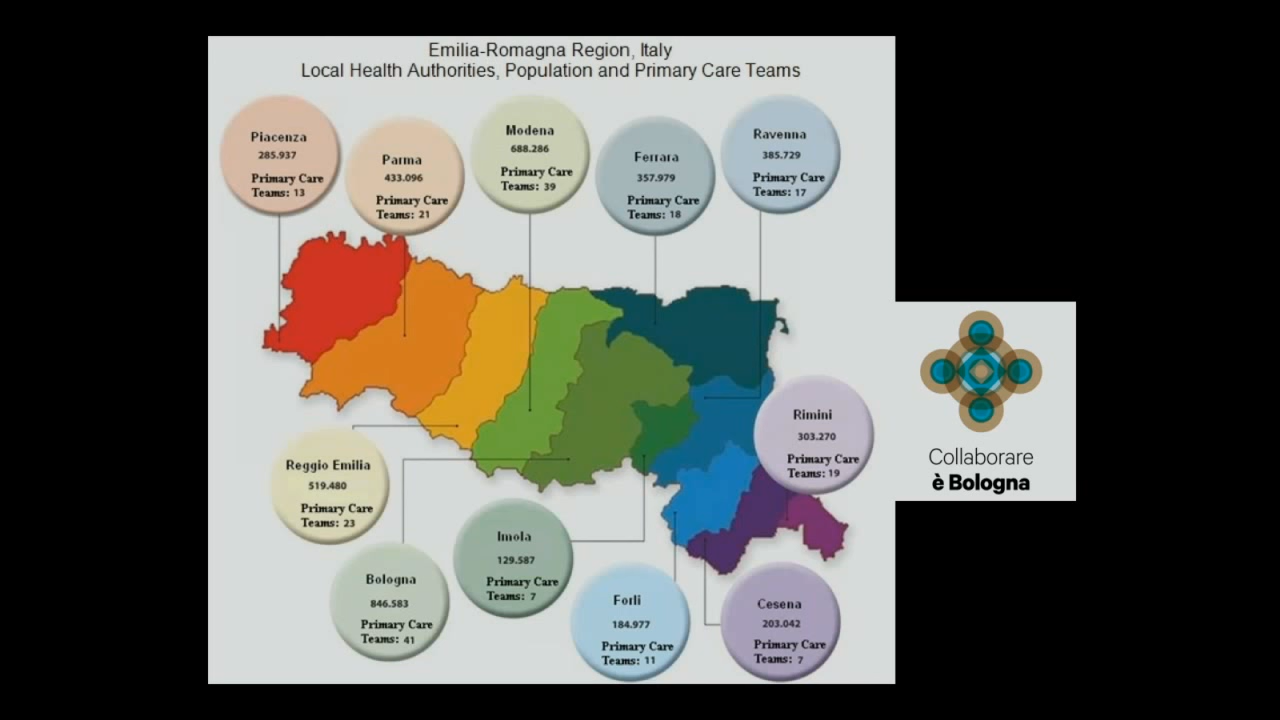 Emilia-Romagna Region, Italy
Local Health Authorities, Population and Primary Care Teams
Piacenza
285.937
Primary Care
Teams: 13
Parma
433.096
Primary Care
Teams: 21
Modena
688.286
Primary Care
Teams: 39
Ferrara
357.979
Primary Care
Teams: 18
Ravenna
385.729
Primary Care
Teams: 17
Rimini
303.270
Primary Care
Teams: 19
Reggio Emilia
519.480
Primary Care
Teams: 23
Bologna
846.583
Primary Care
Teams: 41
Imola
129.587
Primary Care
Teams: 7
Forlì
184.977
Primary Care
Teams: 11
Cesena
203.042
Primary Care
Teams: 7
Collaborare
è Bologna